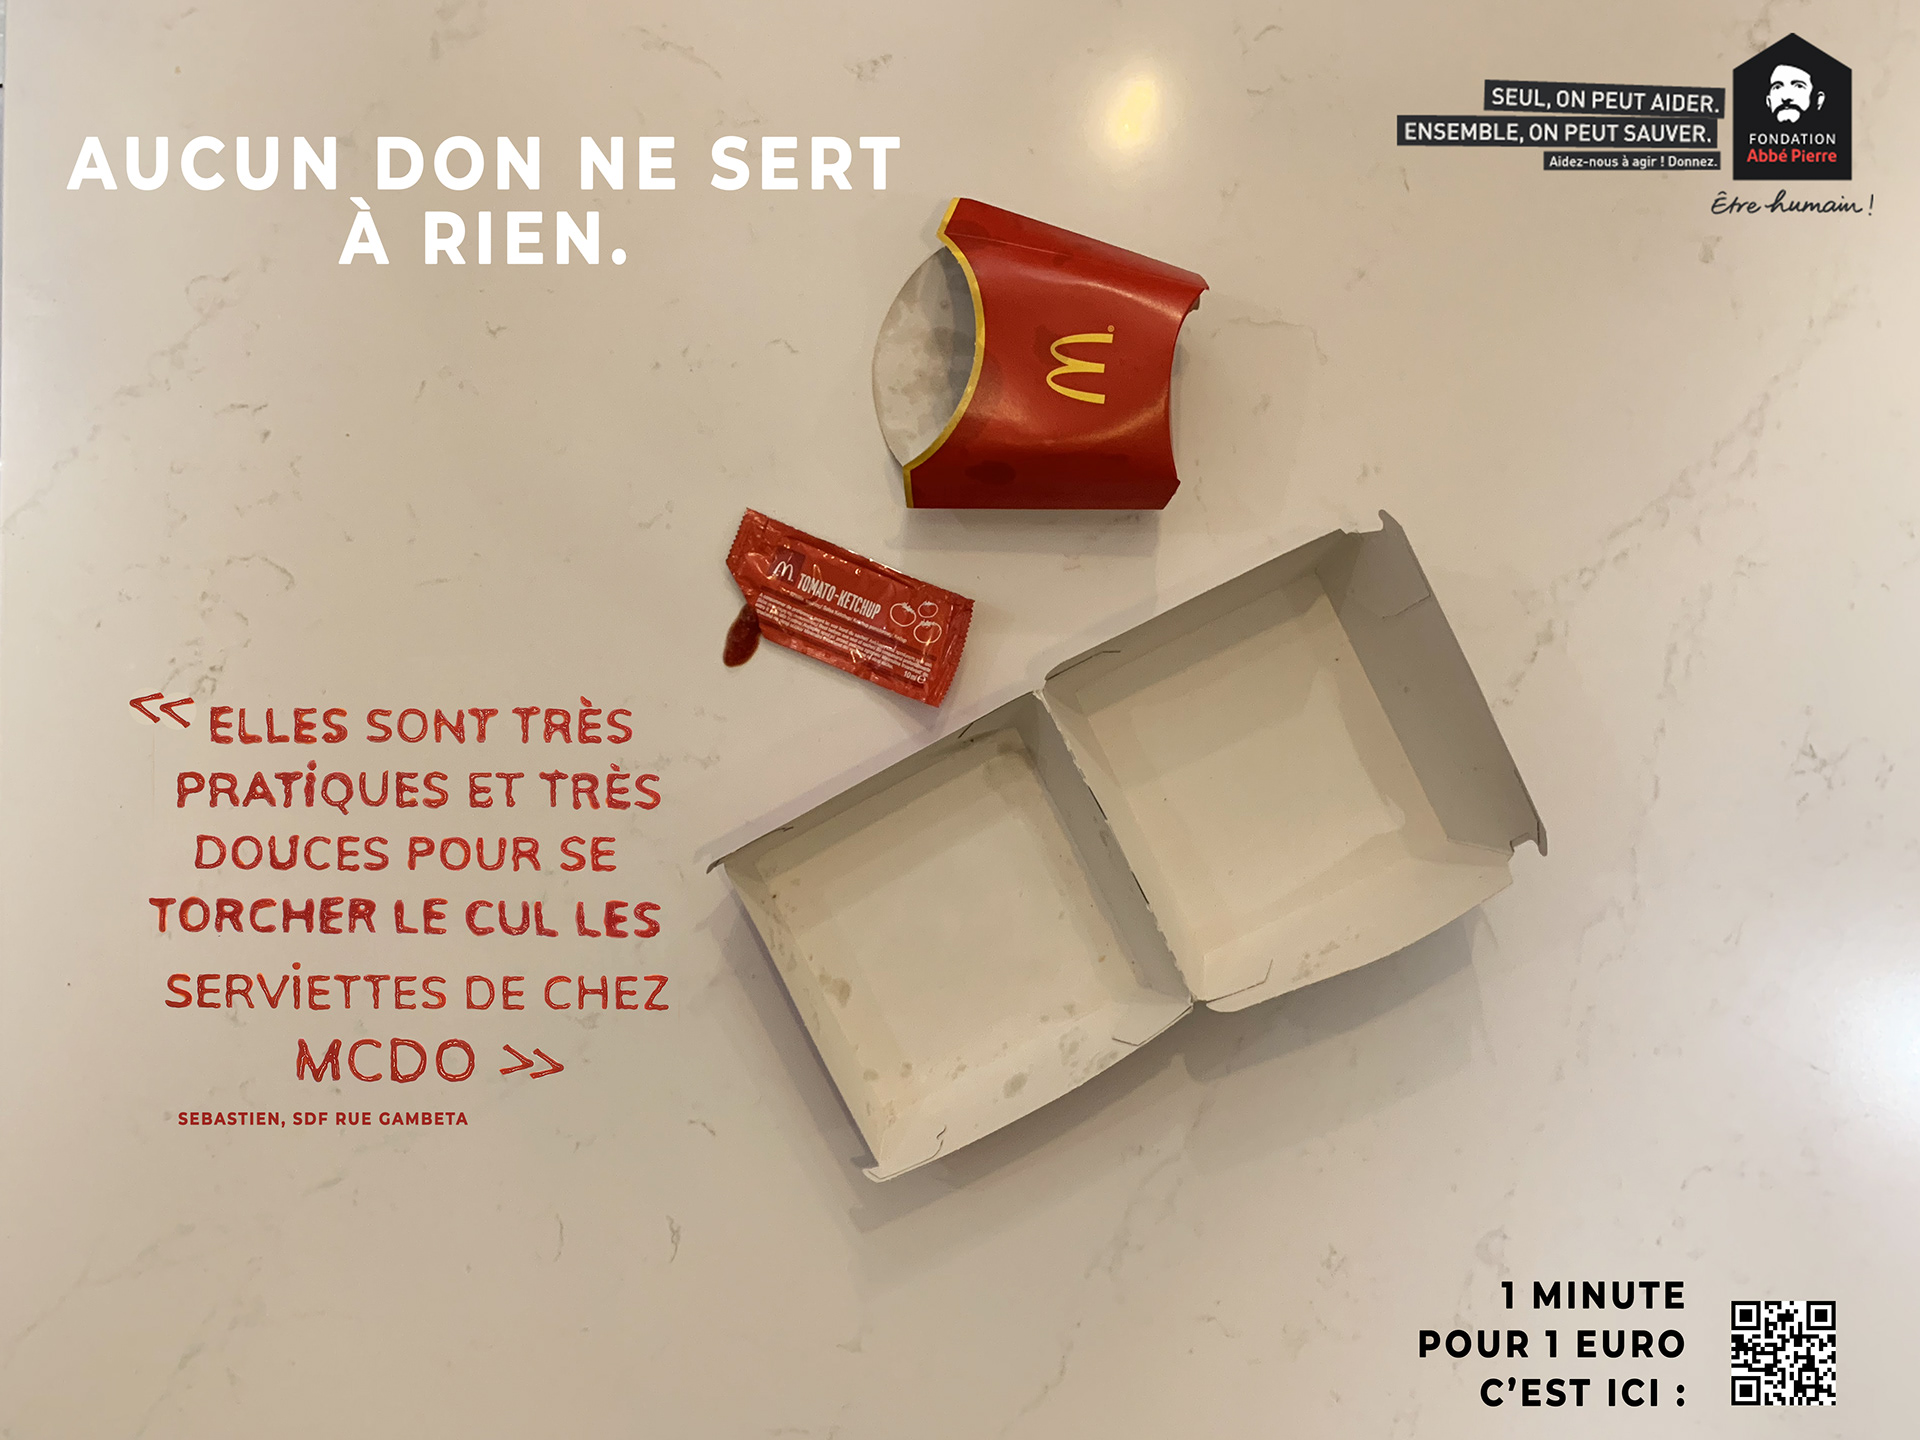 AUCUN DON NE SERT
À RIEN.
SEUL, ON PEUT AIDER.
ENSEMBLE, ON PEUT SAUVER.
Aidez-nous à agir ! Donnez.
FONDATION
Abbé Pierre
Être humain !
M
TOMATO-KETCHUP
10ml e
<< ELLES SONT TRÈS
PRATIQUES ET TRÈS
DOUCES POUR SE
TORCHER LE CUL LES
SERVIETTES DE CHEZ
MCDO >>
SEBASTIEN, SDF RUE GAMBETA
1 MINUTE
POUR 1 EURO
C'EST ICI :